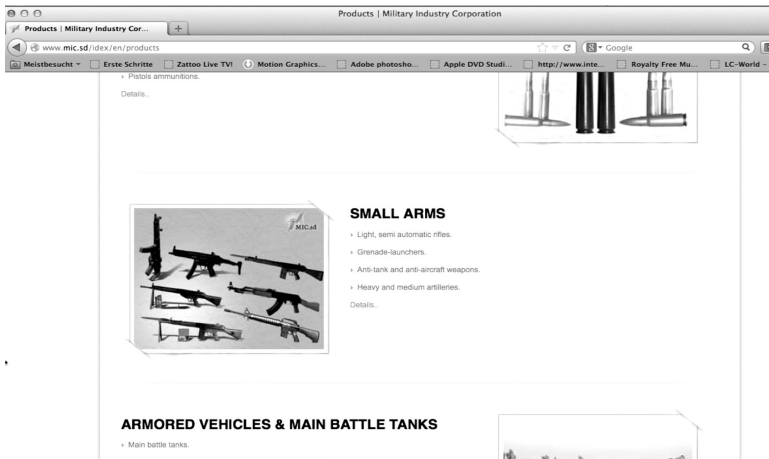 Products | Military Industry Corporation
Products | Military Industry Cor...
www.mic.sd/idex/en/products
Google
Meistbesucht
Erste Schritte
Zattoo Live TV!
Motion Graphics...
Adobe photosho...
Apple DVD Studi...
http://www.inte...
Royalty Free Mu...
LC-World -
› Pistols ammunitions.
Details..
MIC.sd
SMALL ARMS
› Light, semi automatic rifles.
› Grenade-launchers.
› Anti-tank and anti-aircraft weapons.
› Heavy and medium artilleries.
Details..
ARMORED VEHICLES & MAIN BATTLE TANKS
› Main battle tanks.